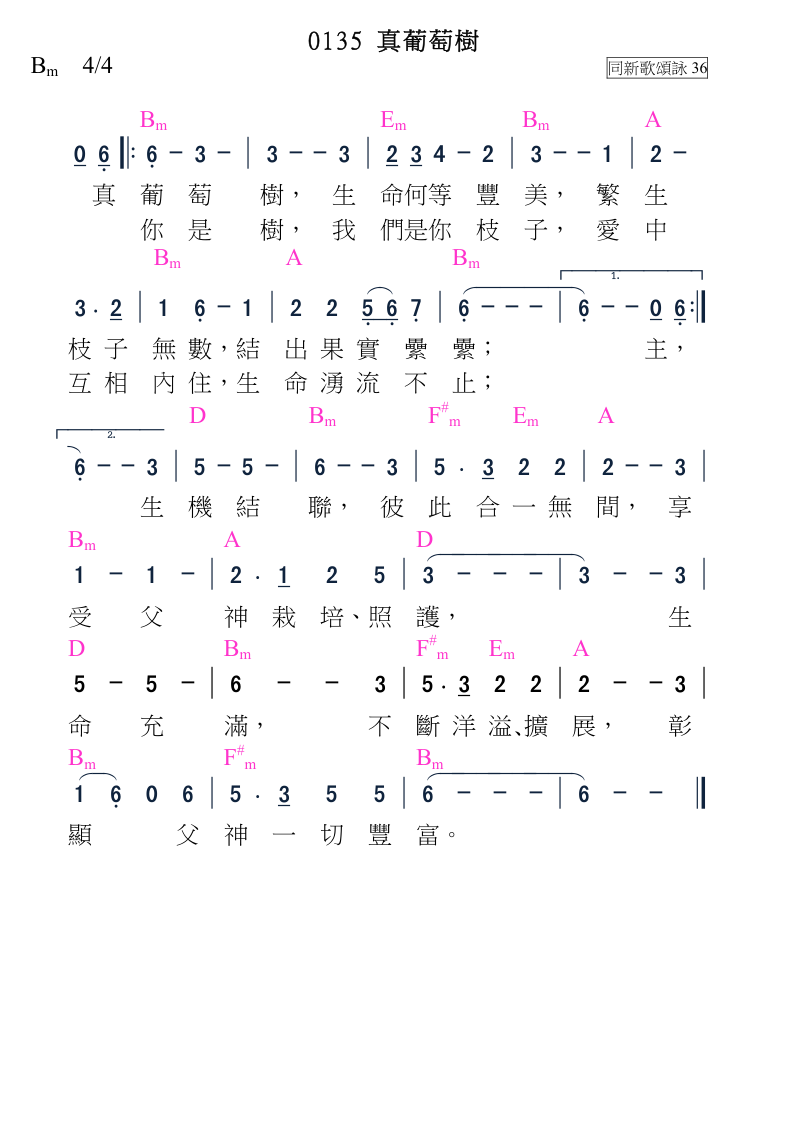 0135 真葡萄樹
Bm 4/4 同新歌頌詠 36
Bm Em Bm A
0 6 6 - 3 - | 3 - - 3 | 2 3 4 - 2 | 3 - - 1 | 2 -
真 葡 萄 樹， 生 命何等 豐 美， 繁 生
你 是 樹， 我 們是你 枝 子， 愛 中
Bm A Bm
1.
3 . 2 | 1 6 - 1 | 2 2 5 6 7 | 6 - - - | 6 - - 0 6 :|
枝 子 無 數，結 出 果 實 纍 纍； 主，
互 相 內 住，生 命 湧 流 不 止；
D Bm F#m Em A
2.
6 - - 3 | 5 - 5 - | 6 - - 3 | 5 . 3 2 2 | 2 - - 3 |
生 機 結 聯， 彼 此 合 一 無 間， 享
Bm A D
1 - 1 - | 2 . 1 2 5 | 3 - - - | 3 - - 3 |
受 父 神 栽 培、照 護， 生
D Bm F#m Em A
5 - 5 - | 6 - - 3 | 5 . 3 2 2 | 2 - - 3 |
命 充 滿， 不 斷 洋 溢、擴 展， 彰
Bm F#m Bm
1 6 0 6 | 5 . 3 5 5 | 6 - - - | 6 - - |
顯 父 神 一 切 豐 富。